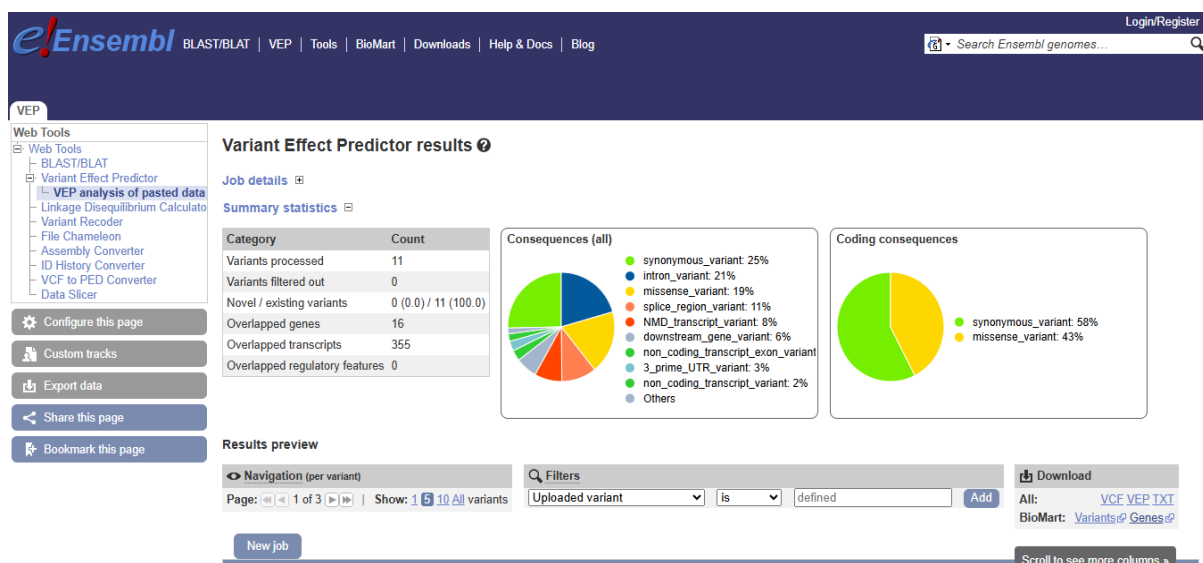 Login/Register
e!Ensembl BLAST/BLAT | VEP | Tools | BioMart | Downloads | Help & Docs | Blog
Search Ensembl genomes...
VEP
Web Tools
Web Tools
BLAST/BLAT
Variant Effect Predictor
VEP analysis of pasted data
Linkage Disequilibrium Calculato
Variant Recoder
File Chameleon
Assembly Converter
ID History Converter
VCF to PED Converter
Data Slicer
Configure this page
Custom tracks
Export data
Share this page
Bookmark this page
Variant Effect Predictor results
Job details
Summary statistics
Category Count
Variants processed 11
Variants filtered out 0
Novel / existing variants 0 (0.0) / 11 (100.0)
Overlapped genes 16
Overlapped transcripts 355
Overlapped regulatory features 0
Consequences (all)
synonymous_variant: 25%
intron_variant: 21%
missense_variant: 19%
splice_region_variant: 11%
NMD_transcript_variant: 8%
downstream_gene_variant: 6%
non_coding_transcript_exon_variant
3_prime_UTR_variant: 3%
non_coding_transcript_variant: 2%
Others
Coding consequences
synonymous_variant: 58%
missense_variant: 43%
Results preview
Navigation (per variant)
Page: 1 of 3 | Show: 1 5 10 All variants
Filters
Uploaded variant is defined Add
Download
All: VCF VEP TXT
BioMart: Variants Genes
New job
Scroll to see more columns »